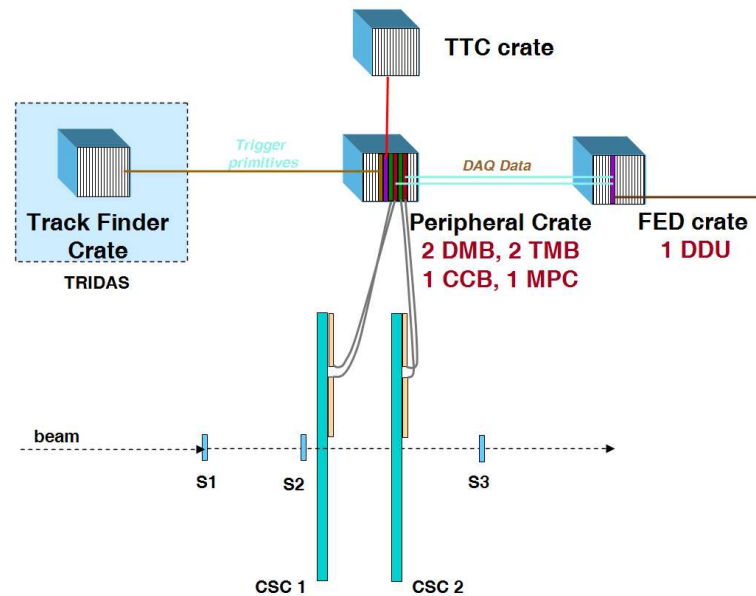 TTC crate
Trigger
primitives
DAQ Data
Track Finder
Crate
TRIDAS
Peripheral Crate
2 DMB, 2 TMB
1 CCB, 1 MPC
FED crate
1 DDU
beam
S1
S2
S3
CSC 1
CSC 2